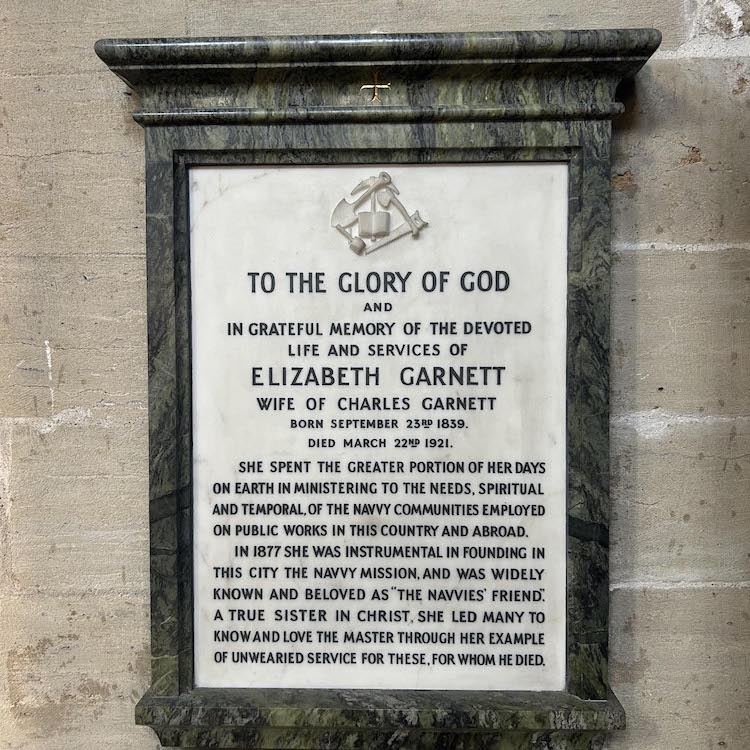 TO THE GLORY OF GOD
AND
IN GRATEFUL MEMORY OF THE DEVOTED
LIFE AND SERVICES OF
ELIZABETH GARNETT
WIFE OF CHARLES GARNETT
BORN SEPTEMBER 23RD 1839.
DIED MARCH 22ND 1921.
SHE SPENT THE GREATER PORTION OF HER DAYS
ON EARTH IN MINISTERING TO THE NEEDS, SPIRITUAL
AND TEMPORAL, OF THE NAVVY COMMUNITIES EMPLOYED
ON PUBLIC WORKS IN THIS COUNTRY AND ABROAD.
IN 1877 SHE WAS INSTRUMENTAL IN FOUNDING IN
THIS CITY THE NAVVY MISSION, AND WAS WIDELY
KNOWN AND BELOVED AS "THE NAVVIES' FRIEND".
A TRUE SISTER IN CHRIST, SHE LED MANY TO
KNOW AND LOVE THE MASTER THROUGH HER EXAMPLE
OF UNWEARIED SERVICE FOR THESE, FOR WHOM HE DIED.